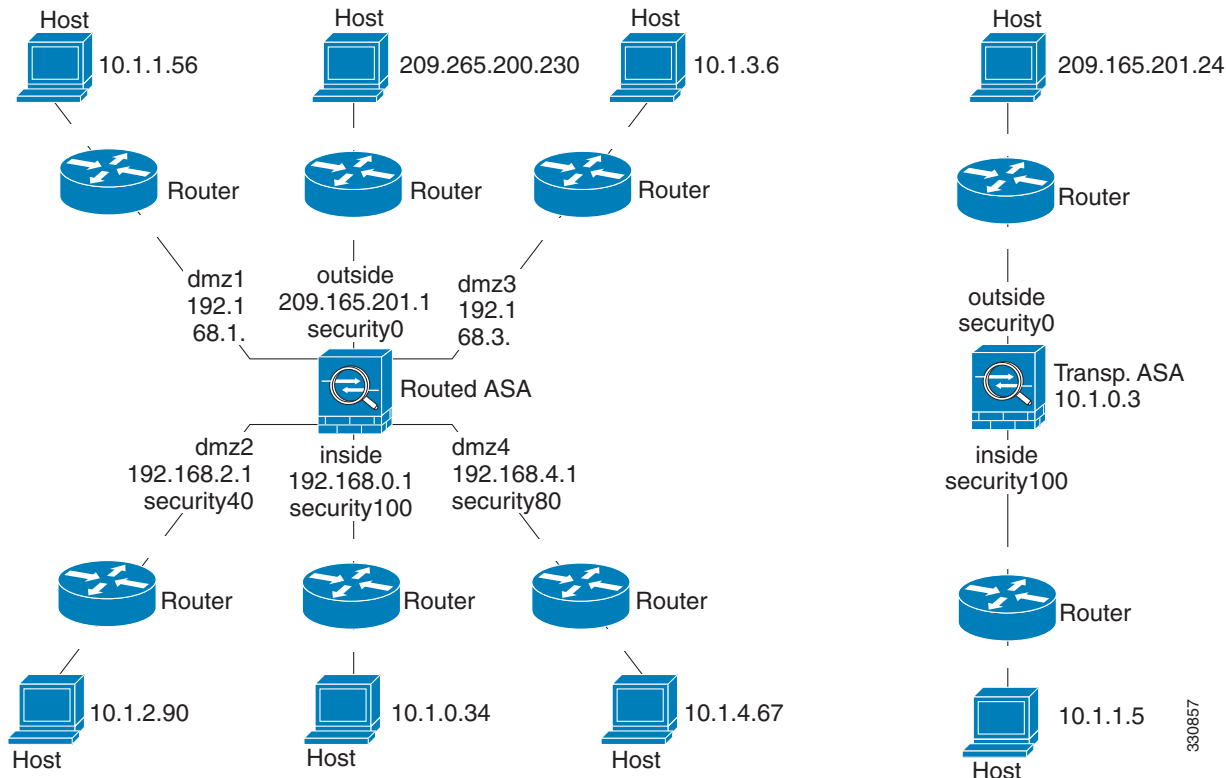 Host
10.1.1.56
Host
209.265.200.230
Host
10.1.3.6
Host
209.165.201.24
Router
Router
Router
Router
dmz1
192.1
68.1.
outside
209.165.201.1
security0
dmz3
192.1
68.3.
outside
security0
Routed ASA
Transp. ASA
10.1.0.3
dmz2
192.168.2.1
security40
inside
192.168.0.1
security100
dmz4
192.168.4.1
security80
inside
security100
Router
Router
Router
Router
10.1.2.90
Host
10.1.0.34
Host
10.1.4.67
Host
10.1.1.5
Host
330857